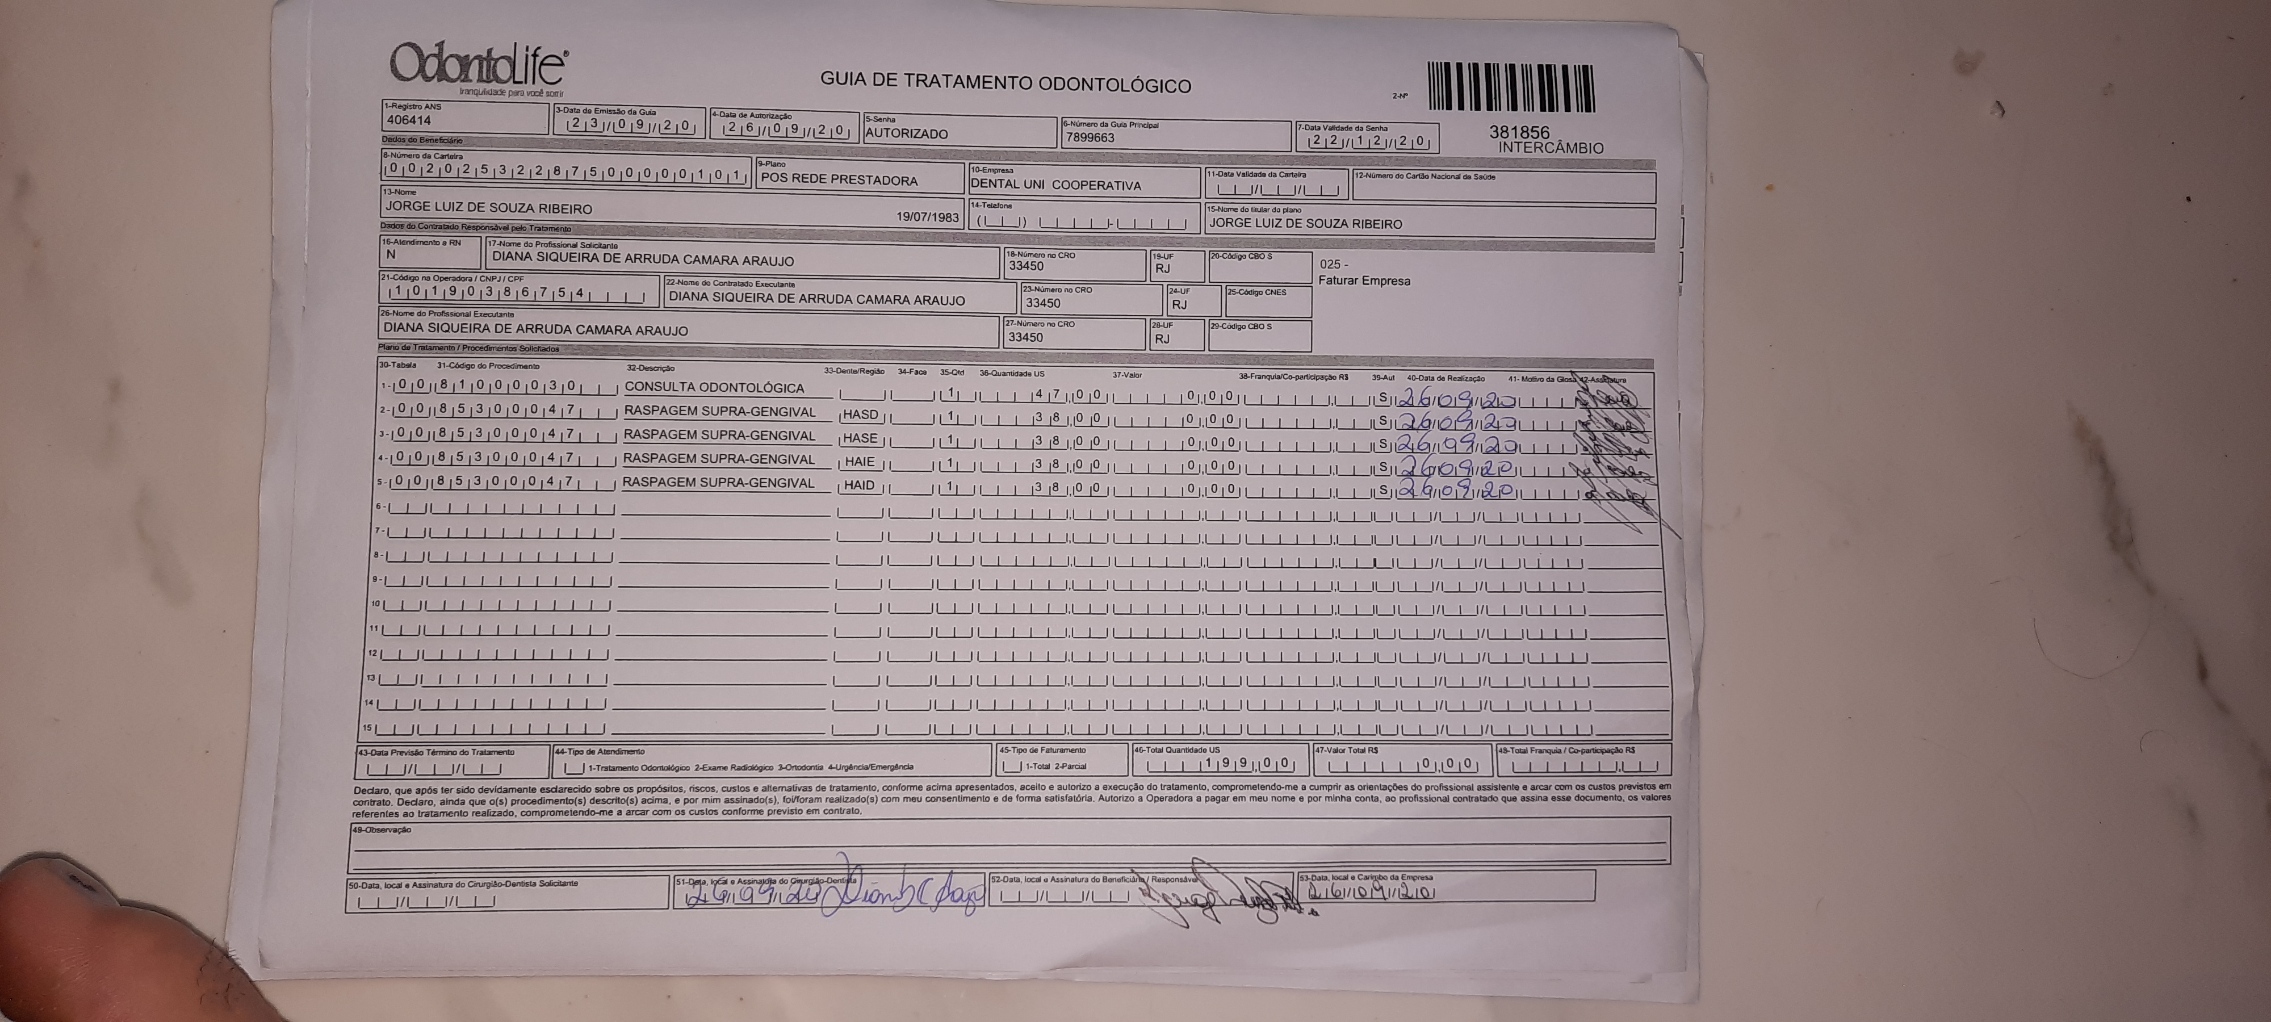 OdontoLife®
tranquilidade para você sorrir
GUIA DE TRATAMENTO ODONTOLÓGICO
2-Nº
381856
INTERCÂMBIO
1-Registro ANS
406414
3-Data de Emissão da Guia
23/09/20
4-Data de Autorização
26/09/20
5-Senha
AUTORIZADO
6-Número da Guia Principal
7899663
7-Data Validade da Senha
22/12/20
Dados do Beneficiário
8-Número da Carteira
00202532287500000101
9-Plano
POS REDE PRESTADORA
10-Empresa
DENTAL UNI COOPERATIVA
11-Data Validade da Carteira
12-Número do Cartão Nacional de Saúde
13-Nome
JORGE LUIZ DE SOUZA RIBEIRO 19/07/1983
14-Telefone
15-Nome do titular do plano
JORGE LUIZ DE SOUZA RIBEIRO
Dados do Contratado Responsável pelo Tratamento
16-Atendimento a RN
N
17-Nome do Profissional Solicitante
DIANA SIQUEIRA DE ARRUDA CAMARA ARAUJO
18-Número no CRO
33450
19-UF
RJ
20-Código CBO S
025 -
Faturar Empresa
21-Código na Operadora / CNPJ / CPF
10190386754
22-Nome do Contratado Executante
DIANA SIQUEIRA DE ARRUDA CAMARA ARAUJO
23-Número no CRO
33450
24-UF
RJ
25-Código CNES
26-Nome do Profissional Executante
DIANA SIQUEIRA DE ARRUDA CAMARA ARAUJO
27-Número no CRO
33450
28-UF
RJ
29-Código CBO S
Plano de Tratamento / Procedimentos Solicitados
30-Tabela 31-Código do Procedimento 32-Descrição 33-Dente/Região 34-Face 35-Qtd 36-Quantidade US 37-Valor 38-Franquia/Co-participação R$ 39-Aut 40-Data de Realização 41- Motivo da Glosa 42-Assinatura
1- 00 81000030 CONSULTA ODONTOLÓGICA 1 47,00 0,00 S 26/09/20
2- 00 85300047 RASPAGEM SUPRA-GENGIVAL HASD 1 38,00 0,00 S 26/09/20
3- 00 85300047 RASPAGEM SUPRA-GENGIVAL HASE 1 38,00 0,00 S 26/09/20
4- 00 85300047 RASPAGEM SUPRA-GENGIVAL HAIE 1 38,00 0,00 S 26/09/20
5- 00 85300047 RASPAGEM SUPRA-GENGIVAL HAID 1 38,00 0,00 S 26/09/20
6-
7-
8-
9-
10
11
12
13
14
15
43-Data Previsão Término do Tratamento
44-Tipo de Atendimento
1-Tratamento Odontológico 2-Exame Radiológico 3-Ortodontia 4-Urgência/Emergência
45-Tipo de Faturamento
1-Total 2-Parcial
46-Total Quantidade US
199,00
47-Valor Total R$
0,00
48-Total Franquia / Co-participação R$
Declaro, que após ter sido devidamente esclarecido sobre os propósitos, riscos, custos e alternativas de tratamento, conforme acima apresentados, aceito e autorizo a execução do tratamento, comprometendo-me a cumprir as orientações do profissional assistente e arcar com os custos previstos em
contrato. Declaro, ainda que o(s) procedimento(s) descrito(s) acima, e por mim assinado(s), foi/foram realizado(s) com meu consentimento e de forma satisfatória. Autorizo a Operadora a pagar em meu nome e por minha conta, ao profissional contratado que assina esse documento, os valores
referentes ao tratamento realizado, comprometendo-me a arcar com os custos conforme previsto em contrato.
49-Observação
50-Data, local e Assinatura do Cirurgião-Dentista Solicitante
51-Data, local e Assinatura do Cirurgião-Dentista
26/09/20
52-Data, local e Assinatura do Beneficiário / Responsável
53-Data, local e Carimbo da Empresa
26/09/20